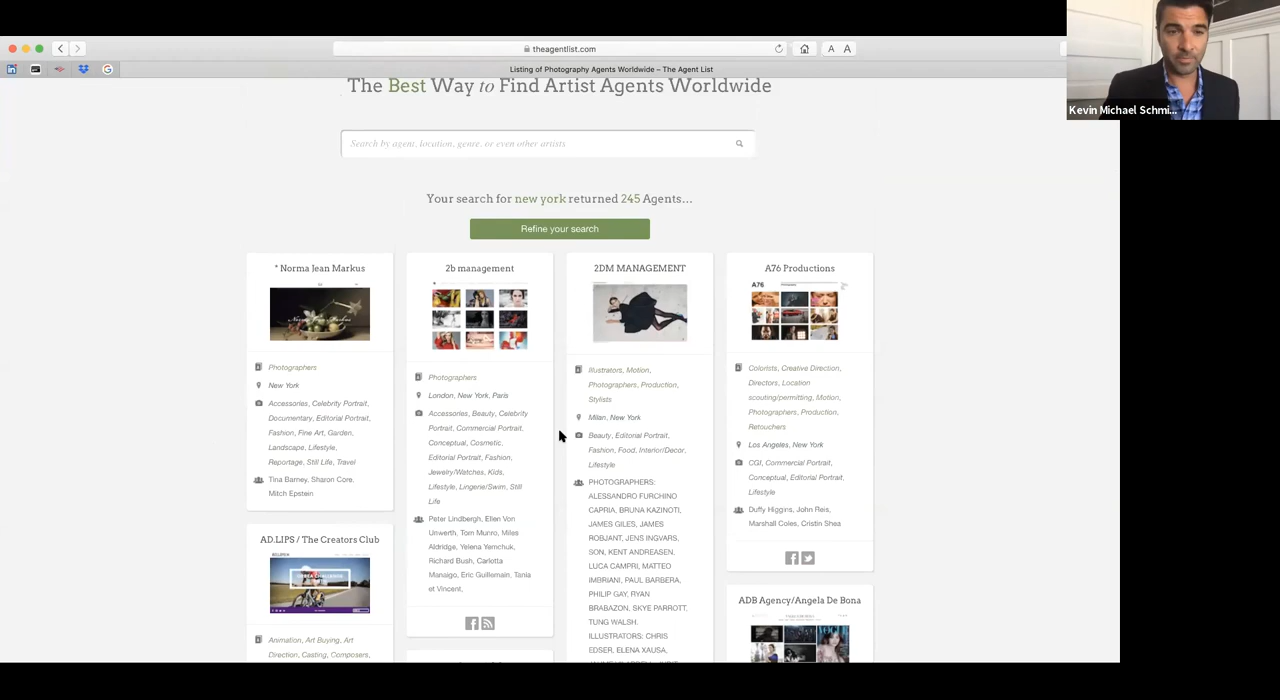 theagentlist.com
A A
Listing of Photography Agents Worldwide – The Agent List
Kevin Michael Schmi...
The Best Way to Find Artist Agents Worldwide
Search by agent, location, genre, or even other artists
Your search for new york returned 245 Agents...
Refine your search
* Norma Jean Markus
Norma Jean Markus
Photographers
New York
Accessories, Celebrity Portrait,
Documentary, Editorial Portrait,
Fashion, Fine Art, Garden,
Landscape, Lifestyle,
Reportage, Still Life, Travel
Tina Barney, Sharon Core,
Mitch Epstein
AD.LIPS / The Creators Club
Animation, Art Buying, Art
Direction, Casting, Composers,
2b management
Photographers
London, New York, Paris
Accessories, Beauty, Celebrity
Portrait, Commercial Portrait,
Conceptual, Cosmetic,
Editorial Portrait, Fashion,
Jewelry/Watches, Kids,
Lifestyle, Lingerie/Swim, Still
Life
Peter Lindbergh, Ellen Von
Unwerth, Tom Munro, Miles
Aldridge, Yelena Yemchuk,
Richard Bush, Carlotta
Manaigo, Eric Guillemain, Tania
et Vincent,
2DM MANAGEMENT
Illustrators, Motion,
Photographers, Production,
Stylists
Milan, New York
Beauty, Editorial Portrait,
Fashion, Food, Interior/Decor,
Lifestyle
PHOTOGRAPHERS:
ALESSANDRO FURCHINO
CAPRIA, BRUNA KAZINOTI,
JAMES GILES, JAMES
ROBJANT, JENS INGVARS,
SON, KENT ANDREASEN,
LUCA CAMPRI, MATTEO
IMBRIANI, PAUL BARBERA,
PHILIP GAY, RYAN
BRABAZON, SKYE PARROTT,
TUNG WALSH.
ILLUSTRATORS: CHRIS
EDSER, ELENA XAUSA,
A76 Productions
A76
Colorists, Creative Direction,
Directors, Location
scouting/permitting, Motion,
Photographers, Production,
Retouchers
Los Angeles, New York
CGI, Commercial Portrait,
Conceptual, Editorial Portrait,
Lifestyle
Duffy Higgins, John Reis,
Marshall Coles, Cristin Shea
ADB Agency/Angela De Bona
VOGUE